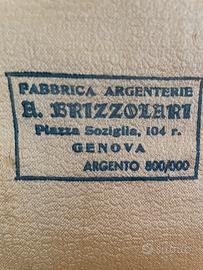 FABBRICA ARGENTERIE
A. BRIZZOLARI
Piazza Soziglia, 104 r.
GENOVA
ARGENTO 800/000